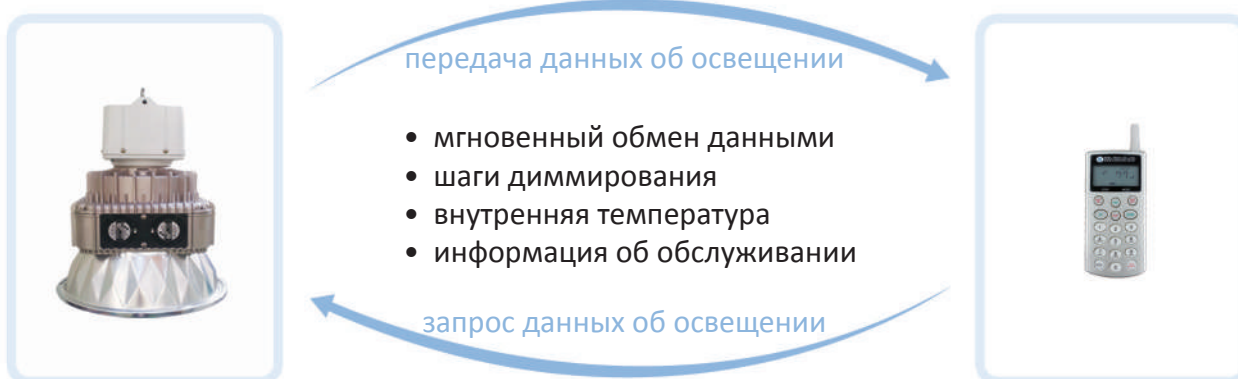 передача данных об освещении
• мгновенный обмен данными
• шаги диммирования
• внутренняя температура
• информация об обслуживании
запрос данных об освещении